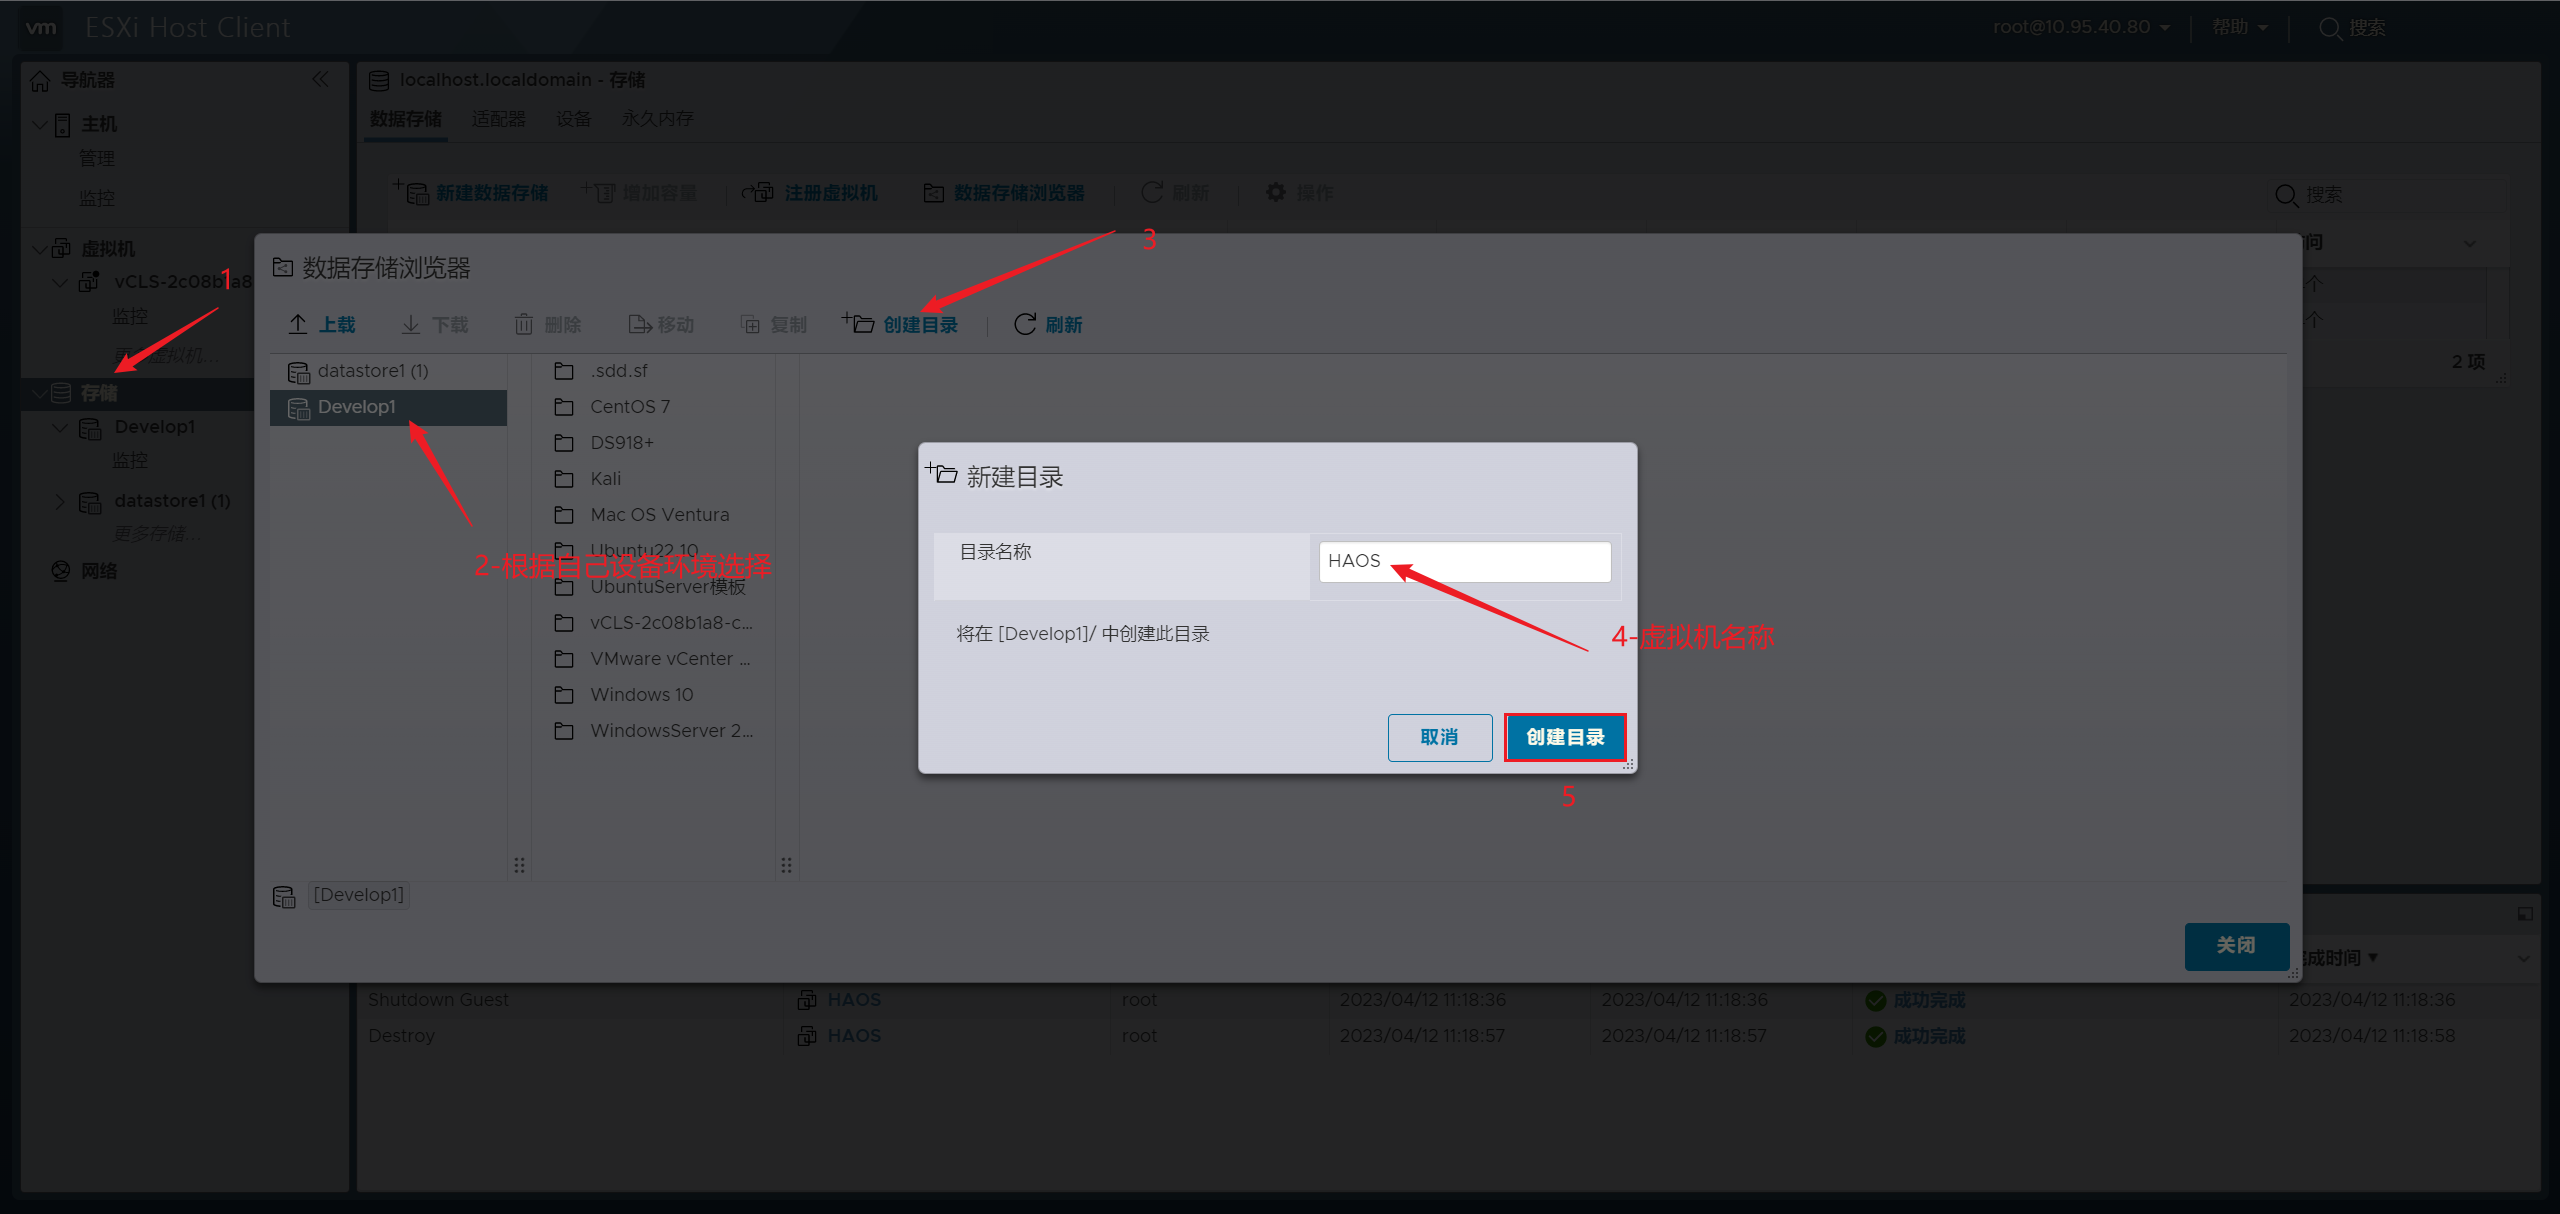 vm ESXi Host Client
root@10.95.40.80
帮助
搜索
导航器
主机
管理
监控
虚拟机
vCLS-2c08b1a8
监控
存储
Develop1
监控
datastore1 (1)
更多存储...
网络
localhost.localdomain - 存储
数据存储 适配器 设备 永久内存
新建数据存储 增加容量 注册虚拟机 数据存储浏览器 刷新 操作
搜索
问
个
个
2 项
1
3
数据存储浏览器
上载 下载 删除 移动 复制 创建目录 刷新
datastore1 (1)
Develop1
2-根据自己设备环境选择
.sdd.sf
CentOS 7
DS918+
Kali
Mac OS Ventura
Ubuntu22 10
UbuntuServer模板
vCLS-2c08b1a8-c...
VMware vCenter ...
Windows 10
WindowsServer 2...
新建目录
目录名称
HAOS
4-虚拟机名称
将在 [Develop1]/ 中创建此目录
取消 创建目录
5
[Develop1]
关闭
成时间 ▼
Shutdown Guest HAOS root 2023/04/12 11:18:36 2023/04/12 11:18:36 成功完成 2023/04/12 11:18:36
Destroy HAOS root 2023/04/12 11:18:57 2023/04/12 11:18:57 成功完成 2023/04/12 11:18:58